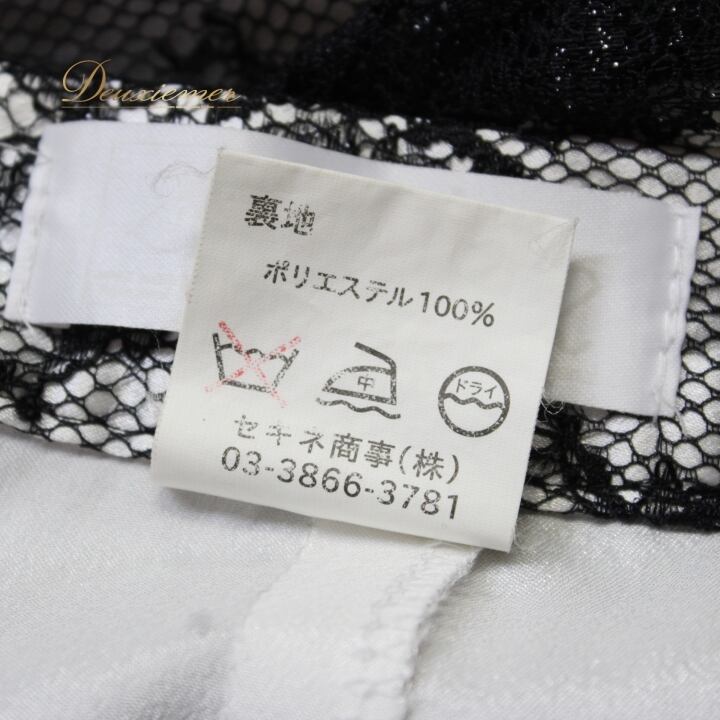 Deuxiemer
裏地
ポリエステル100%
中
ドライ
セキネ商事(株)
03-3866-3781